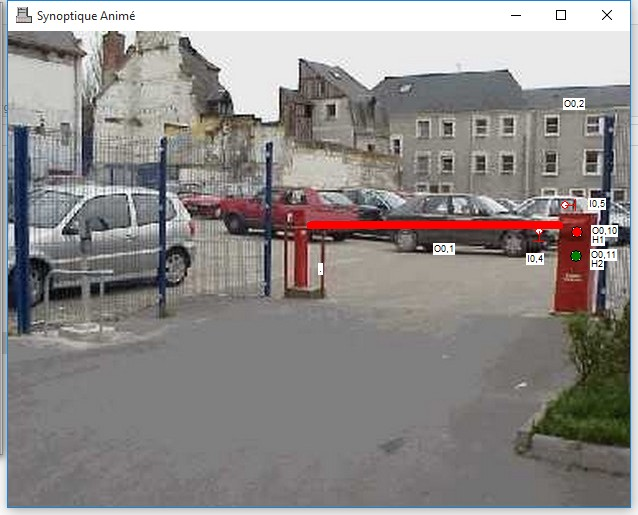 Synoptique Animé
O0,2
I0,5
O0,10
H1
O0,1
I0,4
O0,11
H2